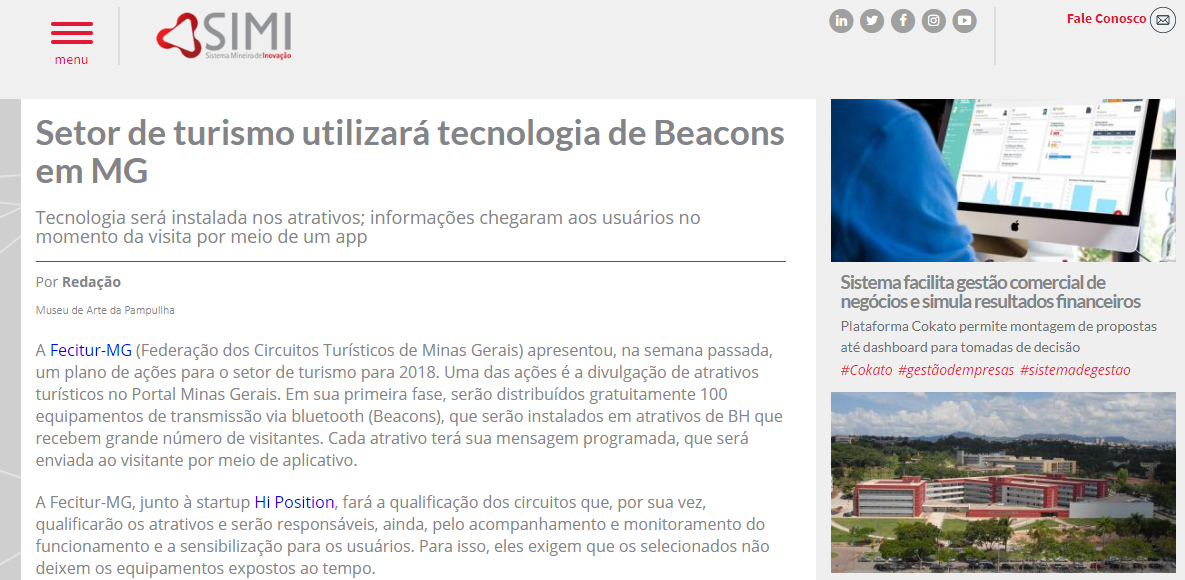 menu
SIMI
Sistema Mineiro de Inovação
Fale Conosco
Setor de turismo utilizará tecnologia de Beacons
em MG
Tecnologia será instalada nos atrativos; informações chegaram aos usuários no
momento da visita por meio de um app
Por Redação
Museu de Arte da Pampullha
A Fecitur-MG (Federação dos Circuitos Turísticos de Minas Gerais) apresentou, na semana passada,
um plano de ações para o setor de turismo para 2018. Uma das ações é a divulgação de atrativos
turísticos no Portal Minas Gerais. Em sua primeira fase, serão distribuídos gratuitamente 100
equipamentos de transmissão via bluetooth (Beacons), que serão instalados em atrativos de BH que
recebem grande número de visitantes. Cada atrativo terá sua mensagem programada, que será
enviada ao visitante por meio de aplicativo.
A Fecitur-MG, junto à startup Hi Position, fará a qualificação dos circuitos que, por sua vez,
qualificarão os atrativos e serão responsáveis, ainda, pelo acompanhamento e monitoramento do
funcionamento e a sensibilização para os usuários. Para isso, eles exigem que os selecionados não
deixem os equipamentos expostos ao tempo.
Sistema facilita gestão comercial de
negócios e simula resultados financeiros
Plataforma Cokato permite montagem de propostas
até dashboard para tomadas de decisão
#Cokato #gestãodempresas #sistemadegestao